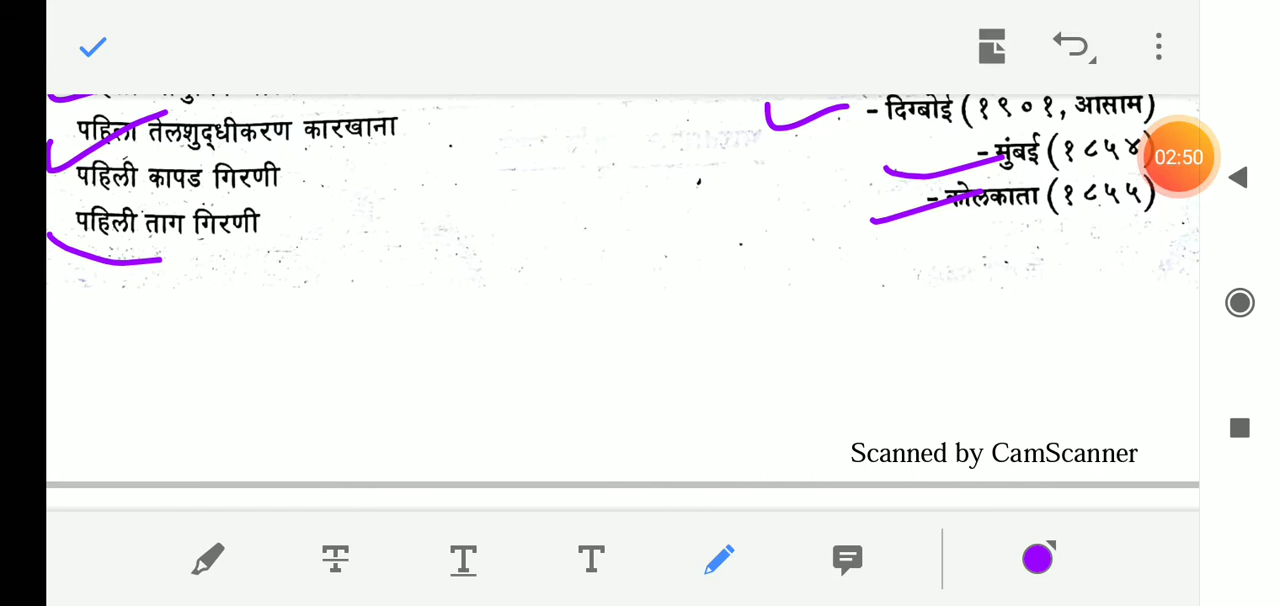 पहिला तेलशुद्धीकरण कारखाना - दिग्बोई (१९०१, आसाम)
पहिली कापड गिरणी - मुंबई (१८५४
02:50
पहिली ताग गिरणी - कोलकाता (१८५५)
Scanned by CamScanner
T T T